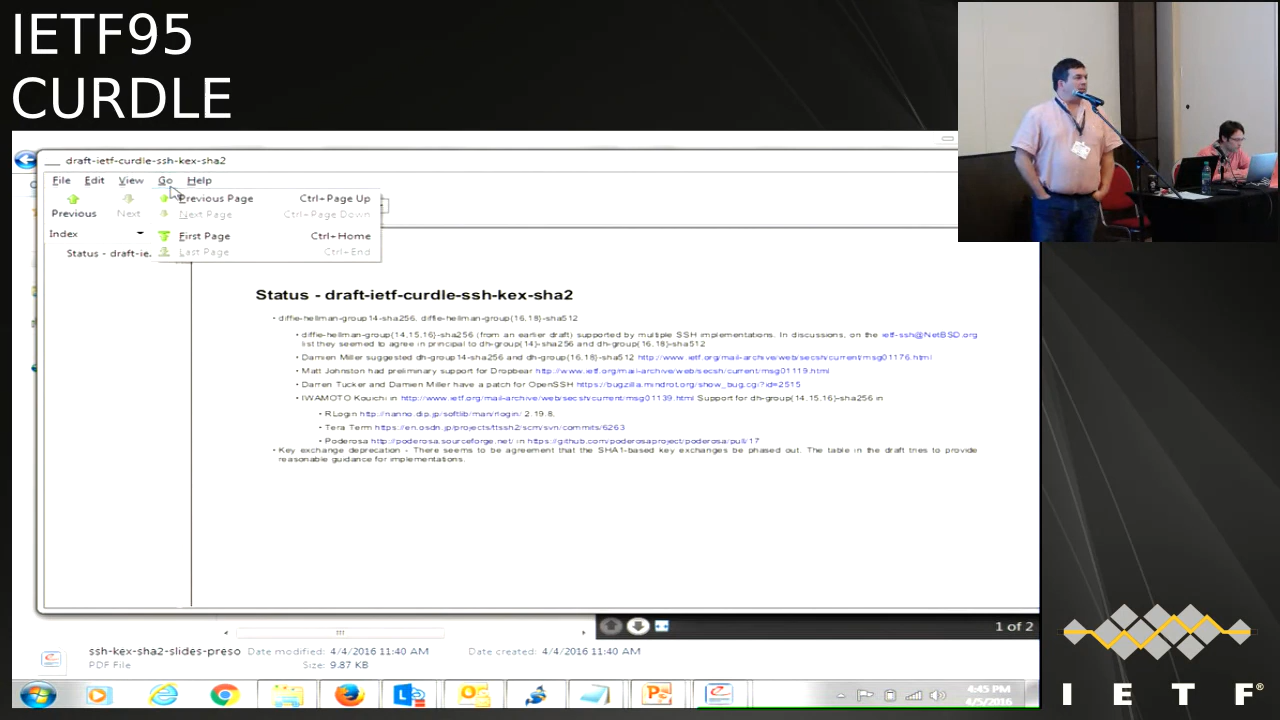 IETF95
CURDLE
draft-ietf-curdle-ssh-kex-sha2
File Edit View Go Help
Previous Next
Previous Page Ctrl+Page Up
Next Page Ctrl+Page Down
First Page Ctrl+Home
Last Page Ctrl+End
Index
Status - draft-ie.
Status - draft-ietf-curdle-ssh-kex-sha2
• diffie-hellman-group14-sha256, diffie-hellman-group{16,18}-sha512
• diffie-hellman-group{14,15,16}-sha256 (from an earlier draft) supported by multiple SSH implementations. In discussions, on the ietf-ssh@NetBSD.org
list they seemed to agree in principal to dh-group{14}-sha256 and dh-group{16,18}-sha512
• Damien Miller suggested dh-group14-sha256 and dh-group{16,18}-sha512 http://www.ietf.org/mail-archive/web/secsh/current/msg01176.html
• Matt Johnston had preliminary support for Dropbear http://www.ietf.org/mail-archive/web/secsh/current/msg01119.html
• Darren Tucker and Damien Miller have a patch for OpenSSH https://bugzilla.mindrot.org/show_bug.cgi?id=2515
• IWAMOTO Kouichi in http://www.ietf.org/mail-archive/web/secsh/current/msg01139.html Support for dh-group{14,15,16}-sha256 in
• RLogin http://nanno.dip.jp/softlib/man/rlogin/ 2.19.8,
• Tera Term https://en.osdn.jp/projects/ttssh2/scm/svn/commits/6263
• Poderosa http://poderosa.sourceforge.net/ in https://github.com/poderosaproject/poderosa/pull/17
• Key exchange deprecation - There seems to be agreement that the SHA1-based key exchanges be phased out. The table in the draft tries to provide
reasonable guidance for implementations.
1 of 2
ssh-kex-sha2-slides-preso Date modified: 4/4/2016 11:40 AM Date created: 4/4/2016 11:40 AM
PDF File Size: 9.87 KB
4:45 PM
4/5/2016
I E T F®